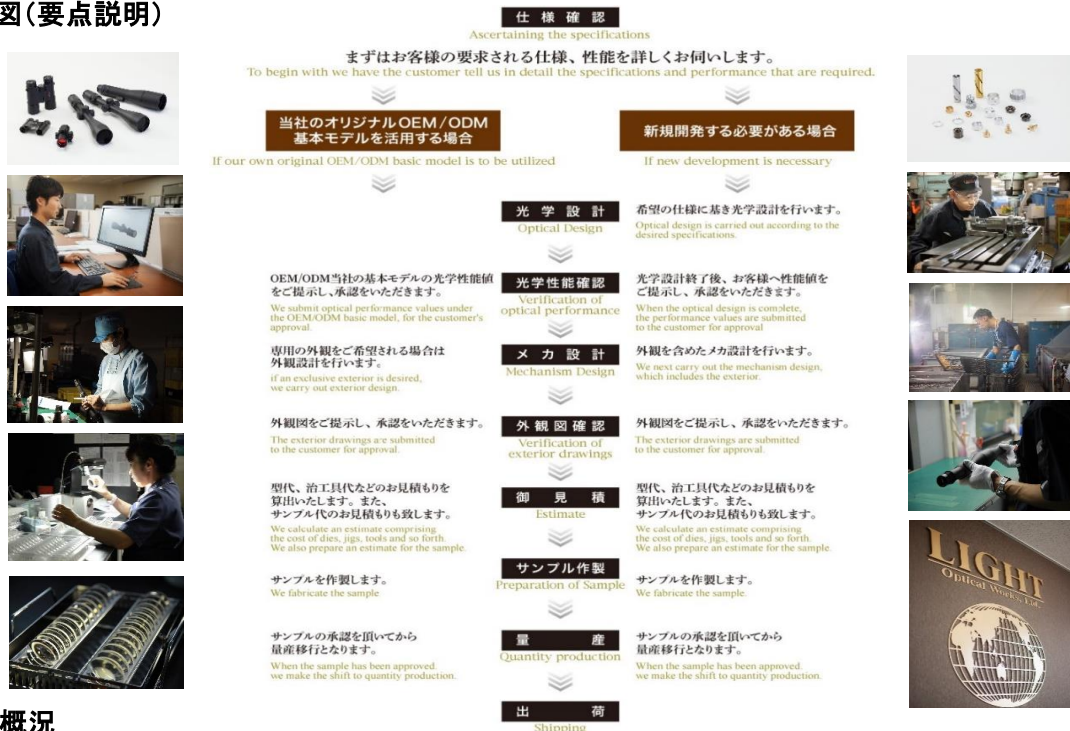 図(要点説明)
仕様確認
Ascertaining the specifications
まずはお客様の要求される仕様、性能を詳しくお伺いします。
To begin with we have the customer tell us in detail the specifications and performance that are required.
当社のオリジナルOEM/ODM
基本モデルを活用する場合
If our own original OEM/ODM basic model is to be utilized
新規開発する必要がある場合
If new development is necessary
光学設計
Optical Design
希望の仕様に基き光学設計を行います。
Optical design is carried out according to the
desired specifications.
OEM/ODM当社の基本モデルの光学性能値
をご提示し、承認をいただきます。
We submit optical performance values under
the OEM/ODM basic model, for the customer's
approval.
光学性能確認
Verification of
optical performance
光学設計終了後、お客様へ性能値を
ご提示し、承認をいただきます。
When the optical design is complete,
the performance values are submitted
to the customer for approval
専用の外観をご希望される場合は
外観設計を行います。
if an exclusive exterior is desired,
we carry out exterior design.
メカ設計
Mechanism Design
外観を含めたメカ設計を行います。
We next carry out the mechanism design,
which includes the exterior.
外観図をご提示し、承認をいただきます。
The exterior drawings are submitted
to the customer for approval.
外観図確認
Verification of
exterior drawings
外観図をご提示し、承認をいただきます。
The exterior drawings are submitted
to the customer for approval.
型代、治工具代などのお見積もりを
算出いたします。また、
サンプル代のお見積もりも致します。
We calculate an estimate comprising
the cost of dies, jigs, tools and so forth.
We also prepare an estimate for the sample.
御見積
Estimate
型代、治工具代などのお見積もりを
算出いたします。また、
サンプル代のお見積もりも致します。
We calculate an estimate comprising
the cost of dies, jigs, tools and so forth.
We also prepare an estimate for the sample.
サンプルを作製します。
We fabricate the sample
サンプル作製
Preparation of Sample
サンプルを作製します。
We fabricate the sample.
サンプルの承認を頂いてから
量産移行となります。
When the sample has been approved.
we make the shift to quantity production.
量産
Quantity production
サンプルの承認を頂いてから
量産移行となります。
When the sample has been approved.
we make the shift to quantity production.
出荷
Shipping
LIGHT
Optical Works, Ltd.
概況